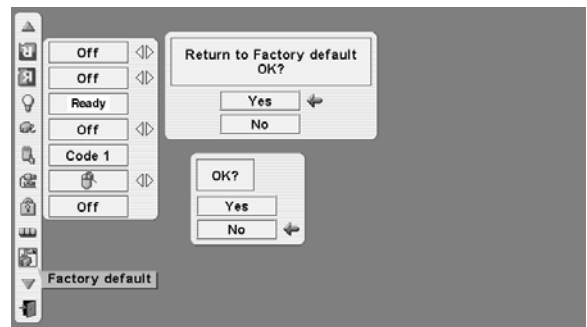 Off
Off
Ready
Off
Code 1
Off
Factory default
Return to Factory default
OK?
Yes
No
OK?
Yes
No